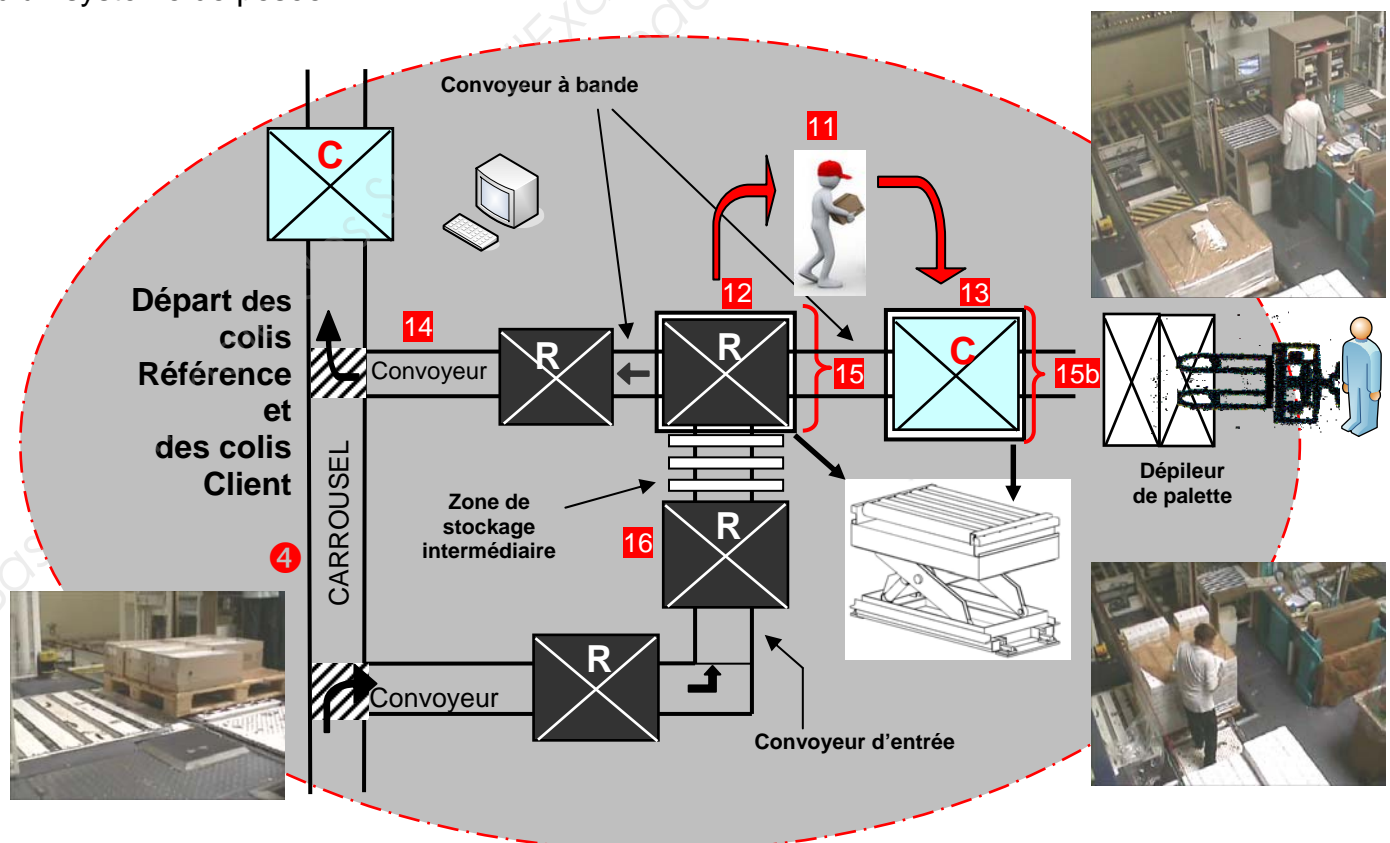 Convoyeur à bande
11
C
12
13
Départ des
colis
Référence
et
des colis
Client
14
Convoyeur
R
R
15
C
15b
Dépileur
de palette
Zone de
stockage
intermédiaire
16
R
CARROUSEL
4
R
Convoyeur
Convoyeur d'entrée